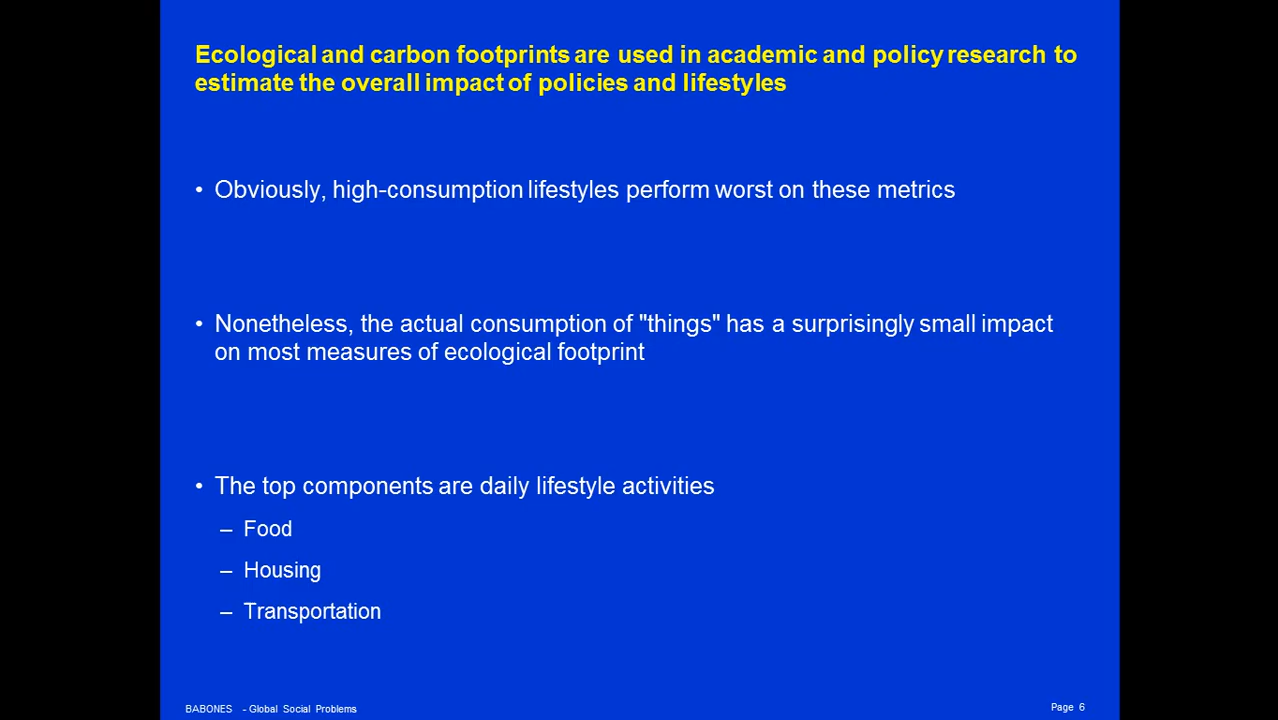 Ecological and carbon footprints are used in academic and policy research to
estimate the overall impact of policies and lifestyles
• Obviously, high-consumption lifestyles perform worst on these metrics
• Nonetheless, the actual consumption of "things" has a surprisingly small impact
on most measures of ecological footprint
• The top components are daily lifestyle activities
– Food
– Housing
– Transportation
BABONES - Global Social Problems
Page 6